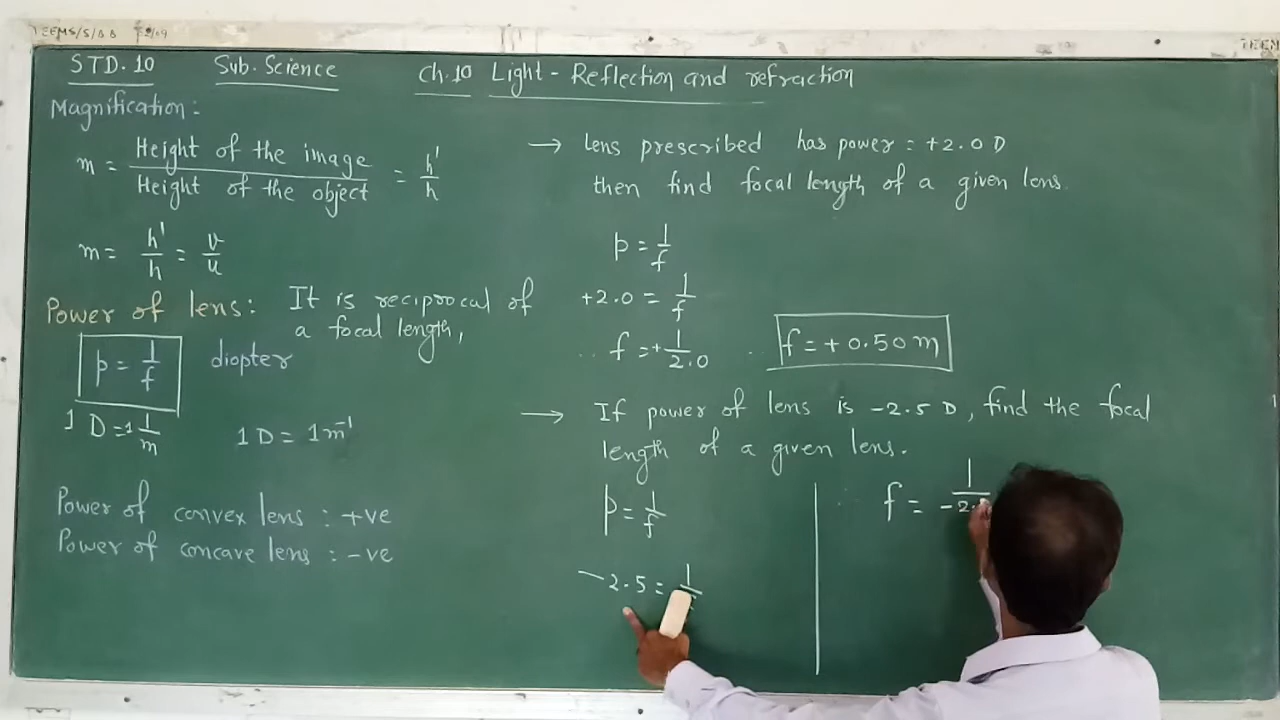 TEEMS/S/BB
TEEM
STD. 10 Sub. Science Ch. 10 Light - Reflection and refraction
Magnification:
m = Height of the image / Height of the object = h' / h
m = h' / h = v / u
Power of lens: It is reciprocal of
a focal length,
p = 1 / f diopter
1 D = 1 1 / m 1 D = 1 m⁻¹
Power of convex lens : +ve
Power of concave lens : -ve
→ Lens prescribed has power = +2.0 D
then find focal length of a given lens.
p = 1 / f
+2.0 = 1 / f
f = + 1 / 2.0 f = + 0.50 m
→ If power of lens is -2.5 D, find the focal
length of a given lens.
p = 1 / f
-2.5 = 1
f = 1 / -2.